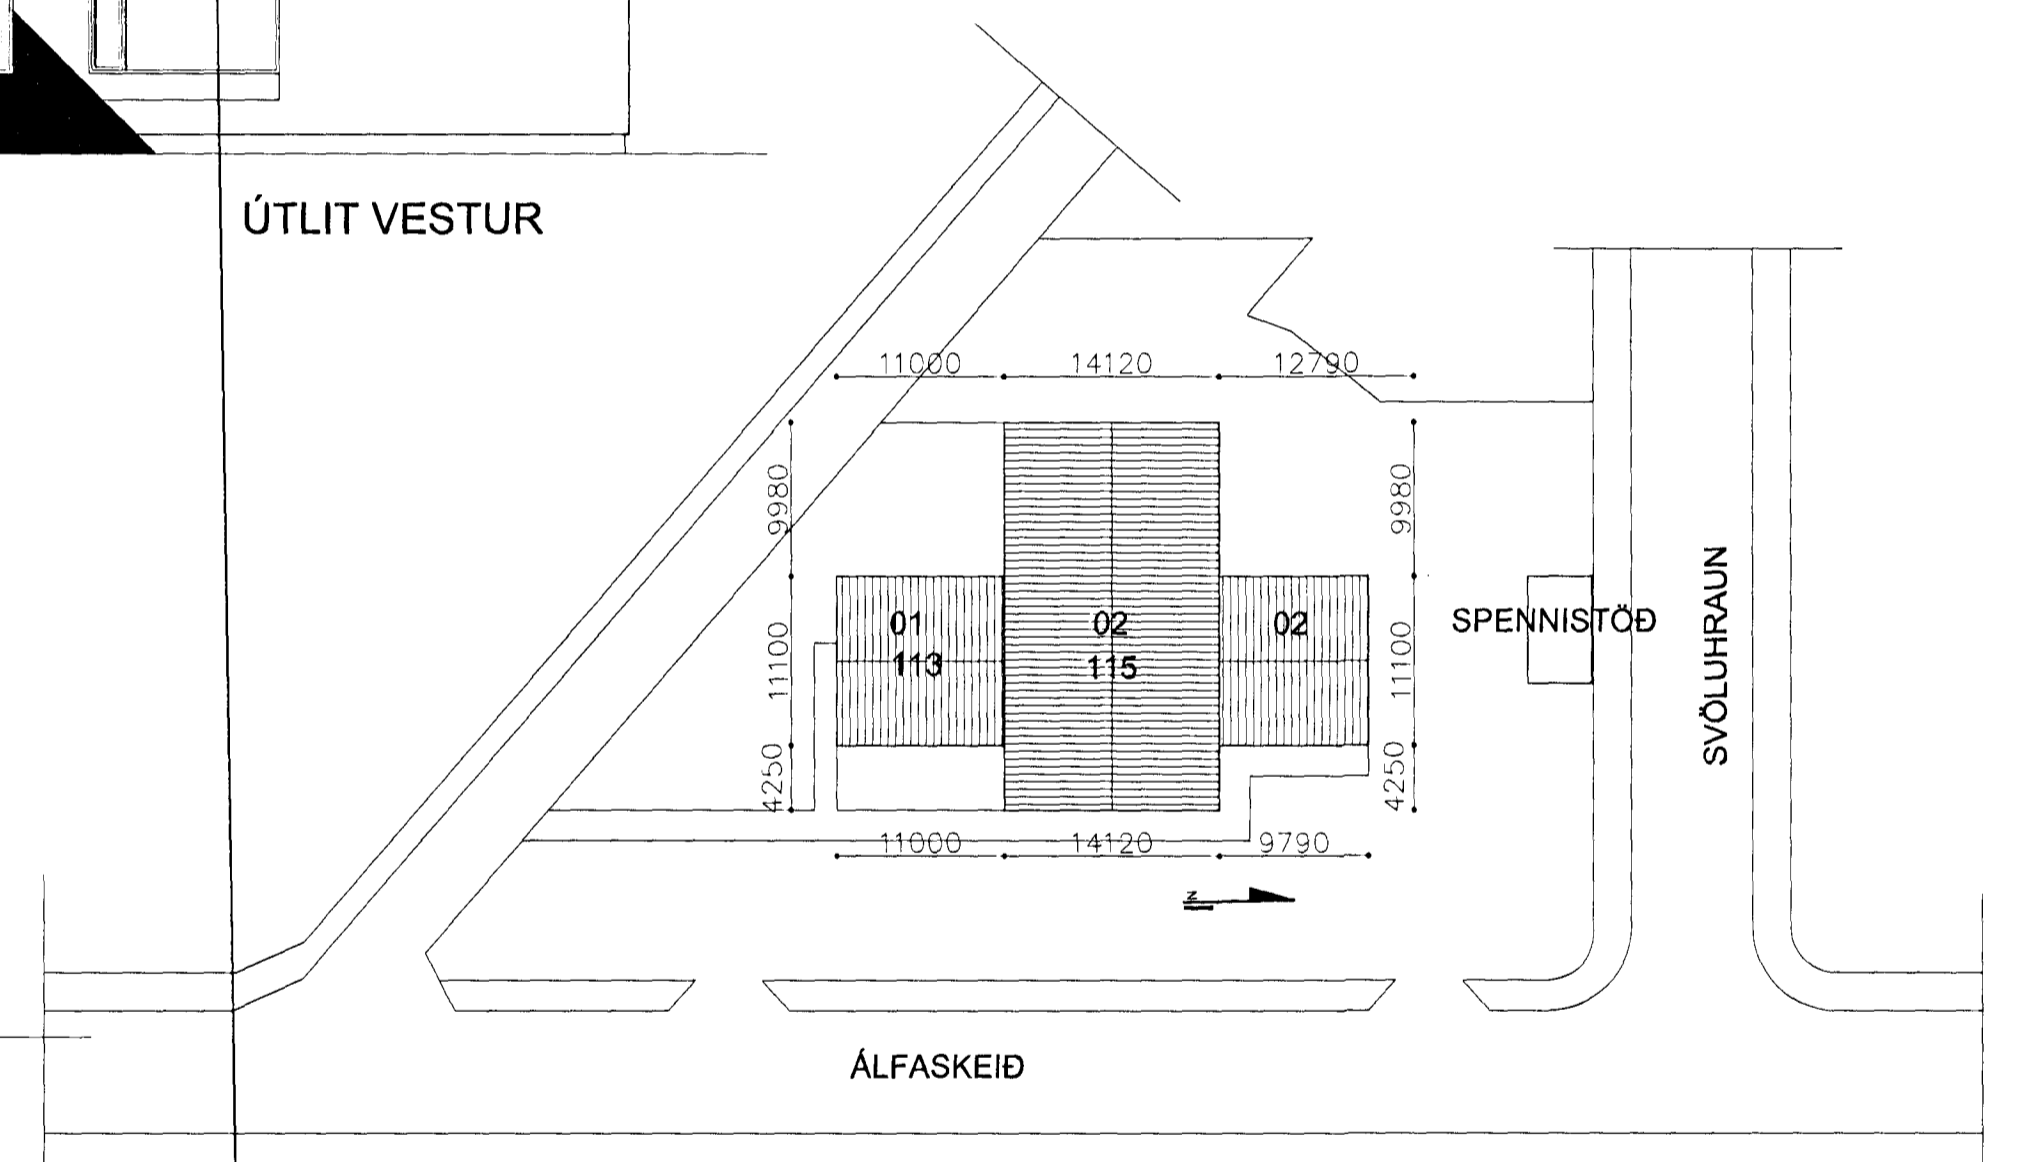 ÚTLIT VESTUR
11000 14120 12790
9980 9980
01 02 02
113 115
11100 11100
SPENNISTÖÐ
SVÖLUHRAUN
4250 4250
11000 14120 9790
N
ÁLFASKEIÐ